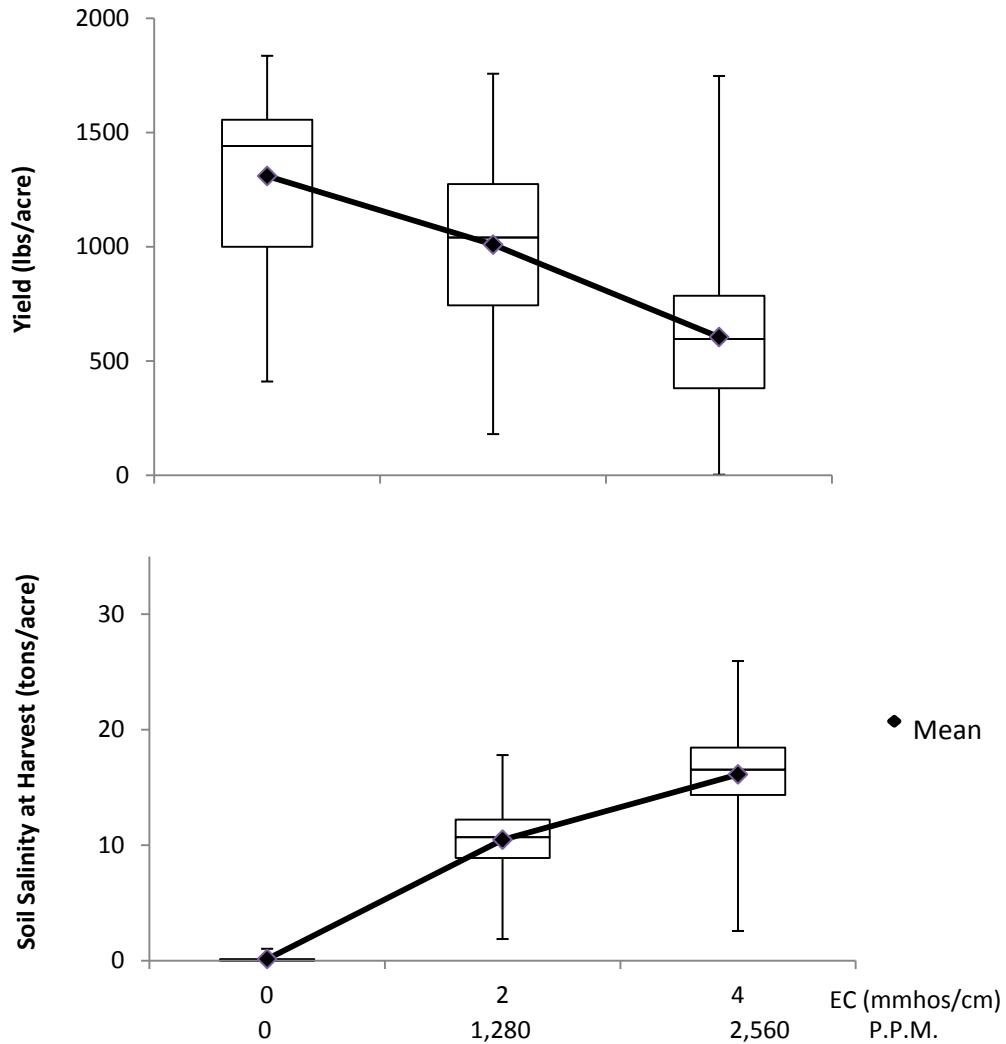 2000
1500
1000
500
0
Yield (lbs/acre)
30
20
10
0
Soil Salinity at Harvest (tons/acre)
Mean
0 2 4 EC (mmhos/cm)
0 1,280 2,560 P.P.M.